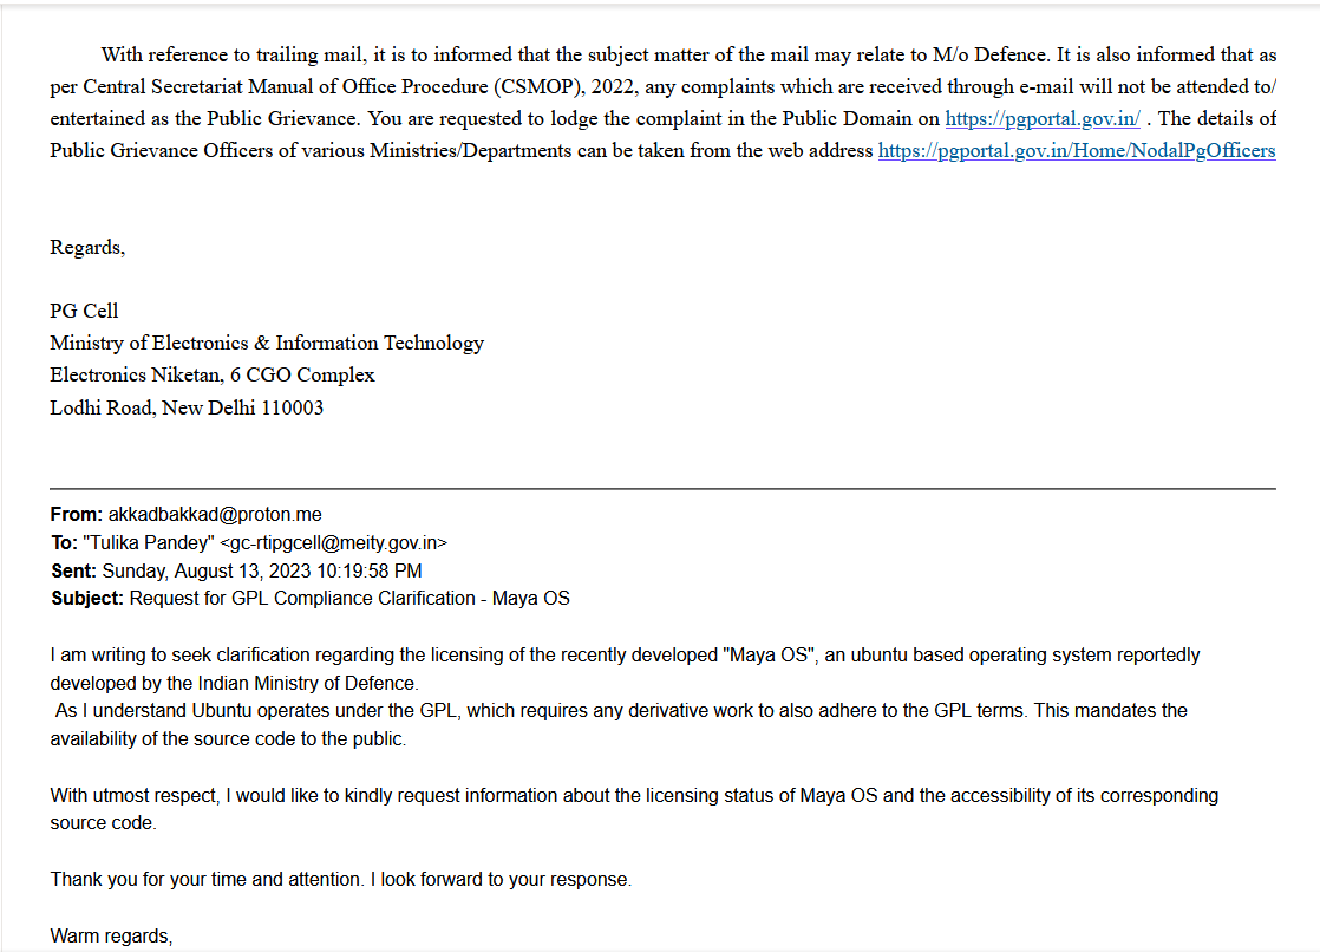 With reference to trailing mail, it is to informed that the subject matter of the mail may relate to M/o Defence. It is also informed that as
per Central Secretariat Manual of Office Procedure (CSMOP), 2022, any complaints which are received through e-mail will not be attended to/
entertained as the Public Grievance. You are requested to lodge the complaint in the Public Domain on https://pgportal.gov.in/ . The details of
Public Grievance Officers of various Ministries/Departments can be taken from the web address https://pgportal.gov.in/Home/NodalPgOfficers
Regards,
PG Cell
Ministry of Electronics & Information Technology
Electronics Niketan, 6 CGO Complex
Lodhi Road, New Delhi 110003
From: akkadbakkad@proton.me
To: "Tulika Pandey" <gc-rtipgcell@meity.gov.in>
Sent: Sunday, August 13, 2023 10:19:58 PM
Subject: Request for GPL Compliance Clarification - Maya OS
I am writing to seek clarification regarding the licensing of the recently developed "Maya OS", an ubuntu based operating system reportedly
developed by the Indian Ministry of Defence.
As I understand Ubuntu operates under the GPL, which requires any derivative work to also adhere to the GPL terms. This mandates the
availability of the source code to the public.
With utmost respect, I would like to kindly request information about the licensing status of Maya OS and the accessibility of its corresponding
source code.
Thank you for your time and attention. I look forward to your response.
Warm regards,